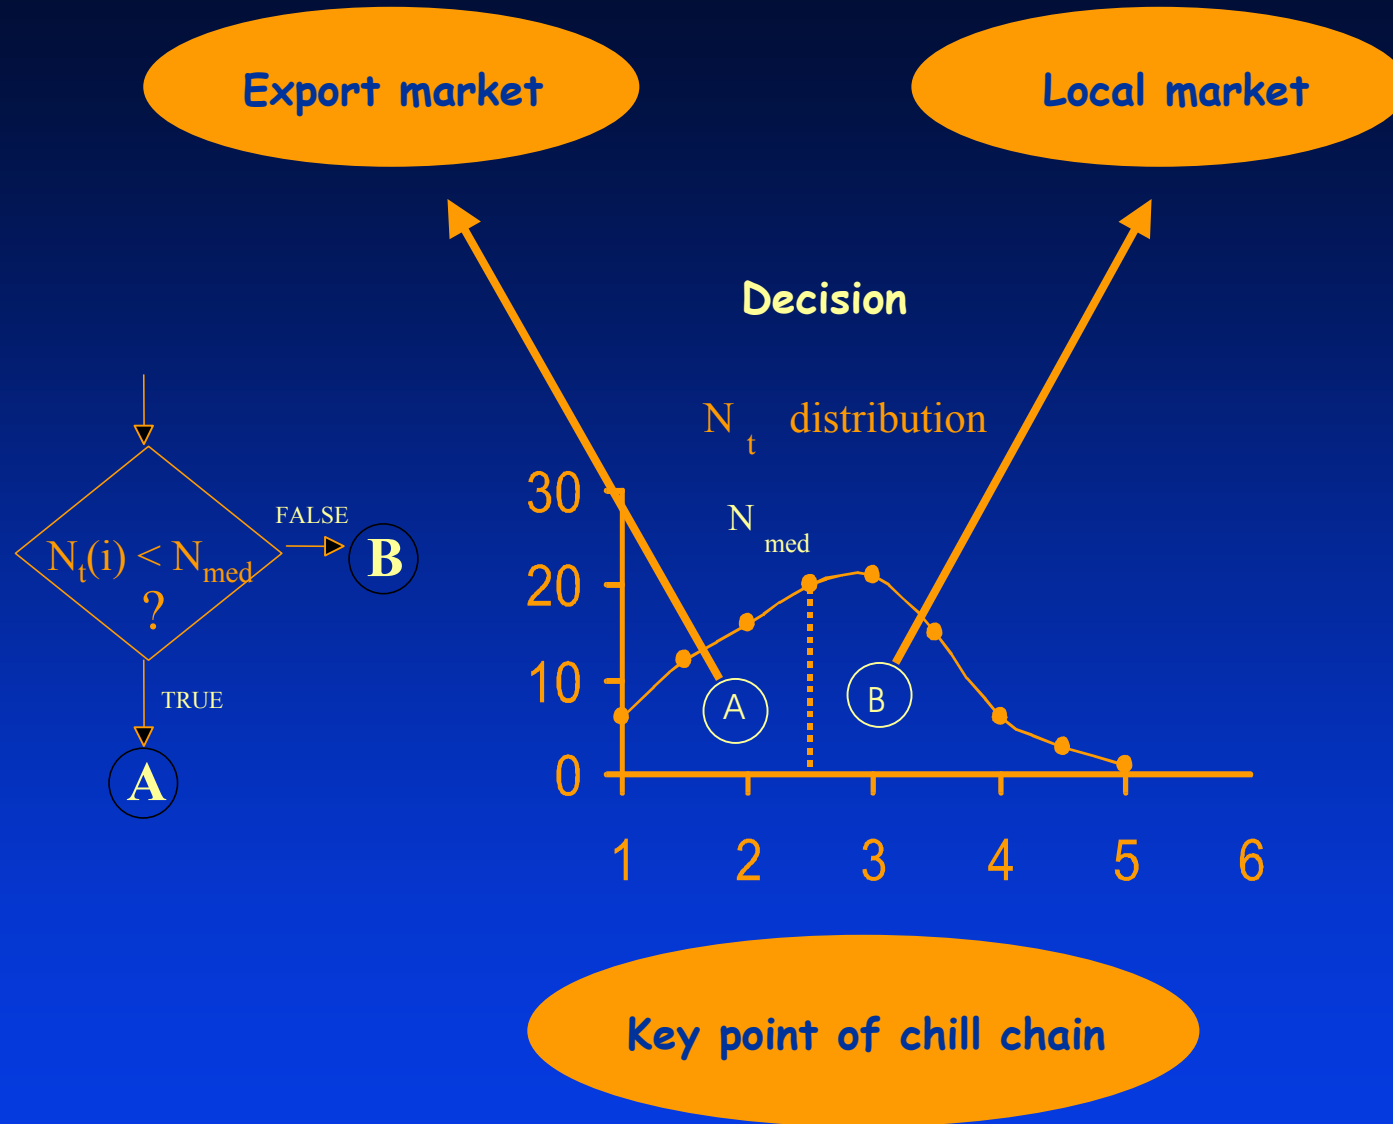 Export market
Local market
Decision
N t distribution
N med
FALSE
Nt(i) < Nmed
?
B
TRUE
A
30
20
10
0
A
B
1 2 3 4 5 6
Key point of chill chain